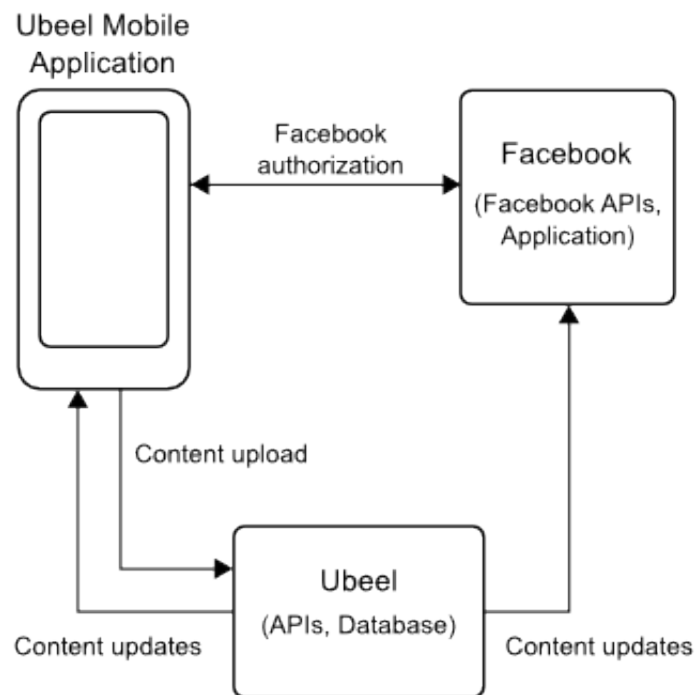 Ubeel Mobile
Application
Facebook
authorization
Facebook
(Facebook APIs,
Application)
Content upload
Ubeel
(APIs, Database)
Content updates
Content updates